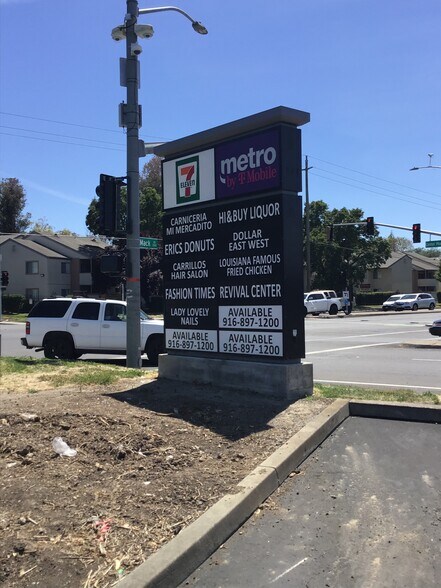 7
ELEVEN
metro
by T Mobile
CARNICERIA
MI MERCADITO
HI&BUY LIQUOR
ERICS DONUTS
DOLLAR
EAST WEST
CARRILLOS
HAIR SALON
LOUISIANA FAMOUS
FRIED CHICKEN
FASHION TIMES
REVIVAL CENTER
LADY LOVELY
NAILS
AVAILABLE
916-897-1200
AVAILABLE
916-897-1200
AVAILABLE
916-897-1200
Mack